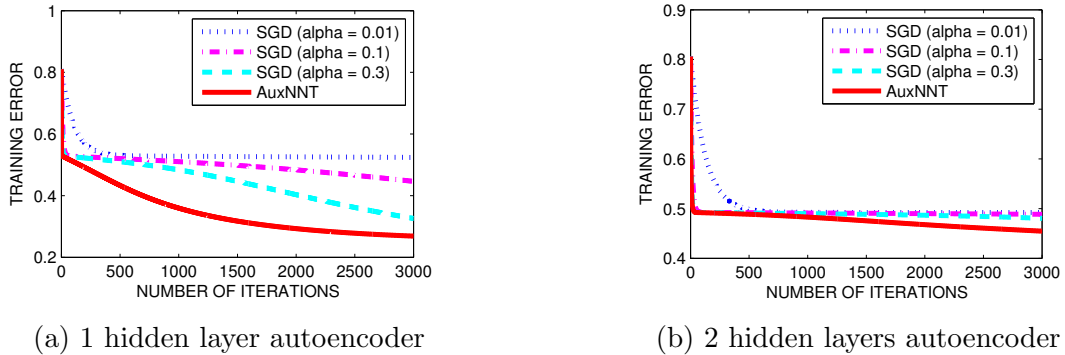 1
0.8
0.6
0.4
0.2
TRAINING ERROR
SGD (alpha = 0.01)
SGD (alpha = 0.1)
SGD (alpha = 0.3)
AuxNNT
0 500 1000 1500 2000 2500 3000
NUMBER OF ITERATIONS
(a) 1 hidden layer autoencoder
0.9
0.8
0.7
0.6
0.5
0.4
TRAINING ERROR
SGD (alpha = 0.01)
SGD (alpha = 0.1)
SGD (alpha = 0.3)
AuxNNT
0 500 1000 1500 2000 2500 3000
NUMBER OF ITERATIONS
(b) 2 hidden layers autoencoder